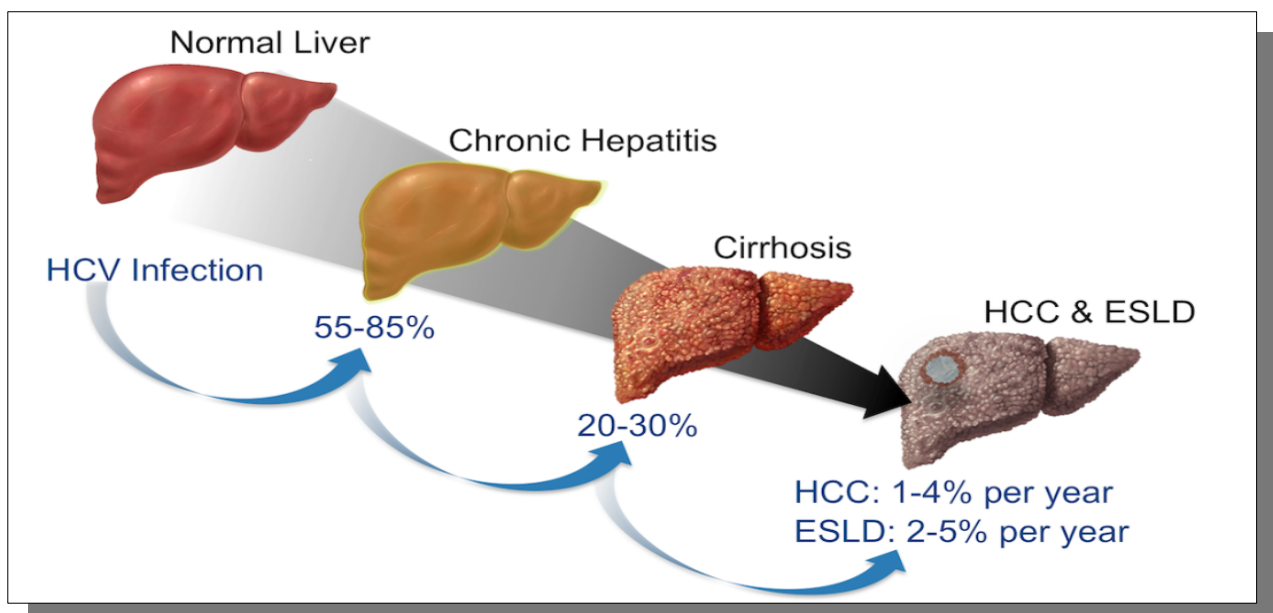 Normal Liver
Chronic Hepatitis
Cirrhosis
HCV Infection
HCC & ESLD
55-85%
20-30%
HCC: 1-4% per year
ESLD: 2-5% per year